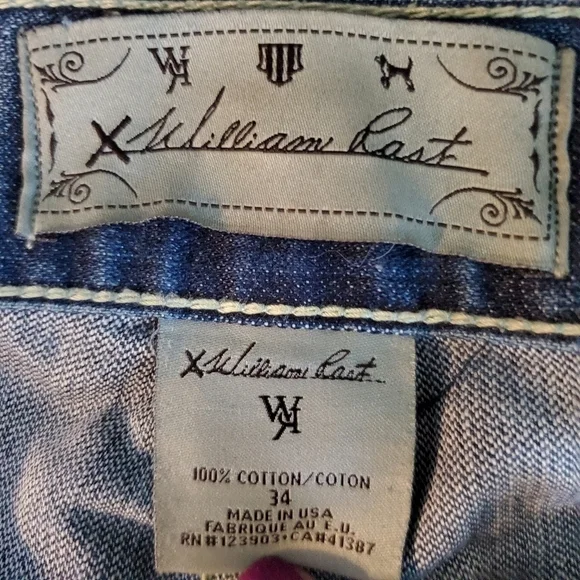 WR
X William Rast
X William Rast
WR
100% COTTON/COTON
34
MADE IN USA
FABRIQUE AU E.U.
RN#123903•CA#41387